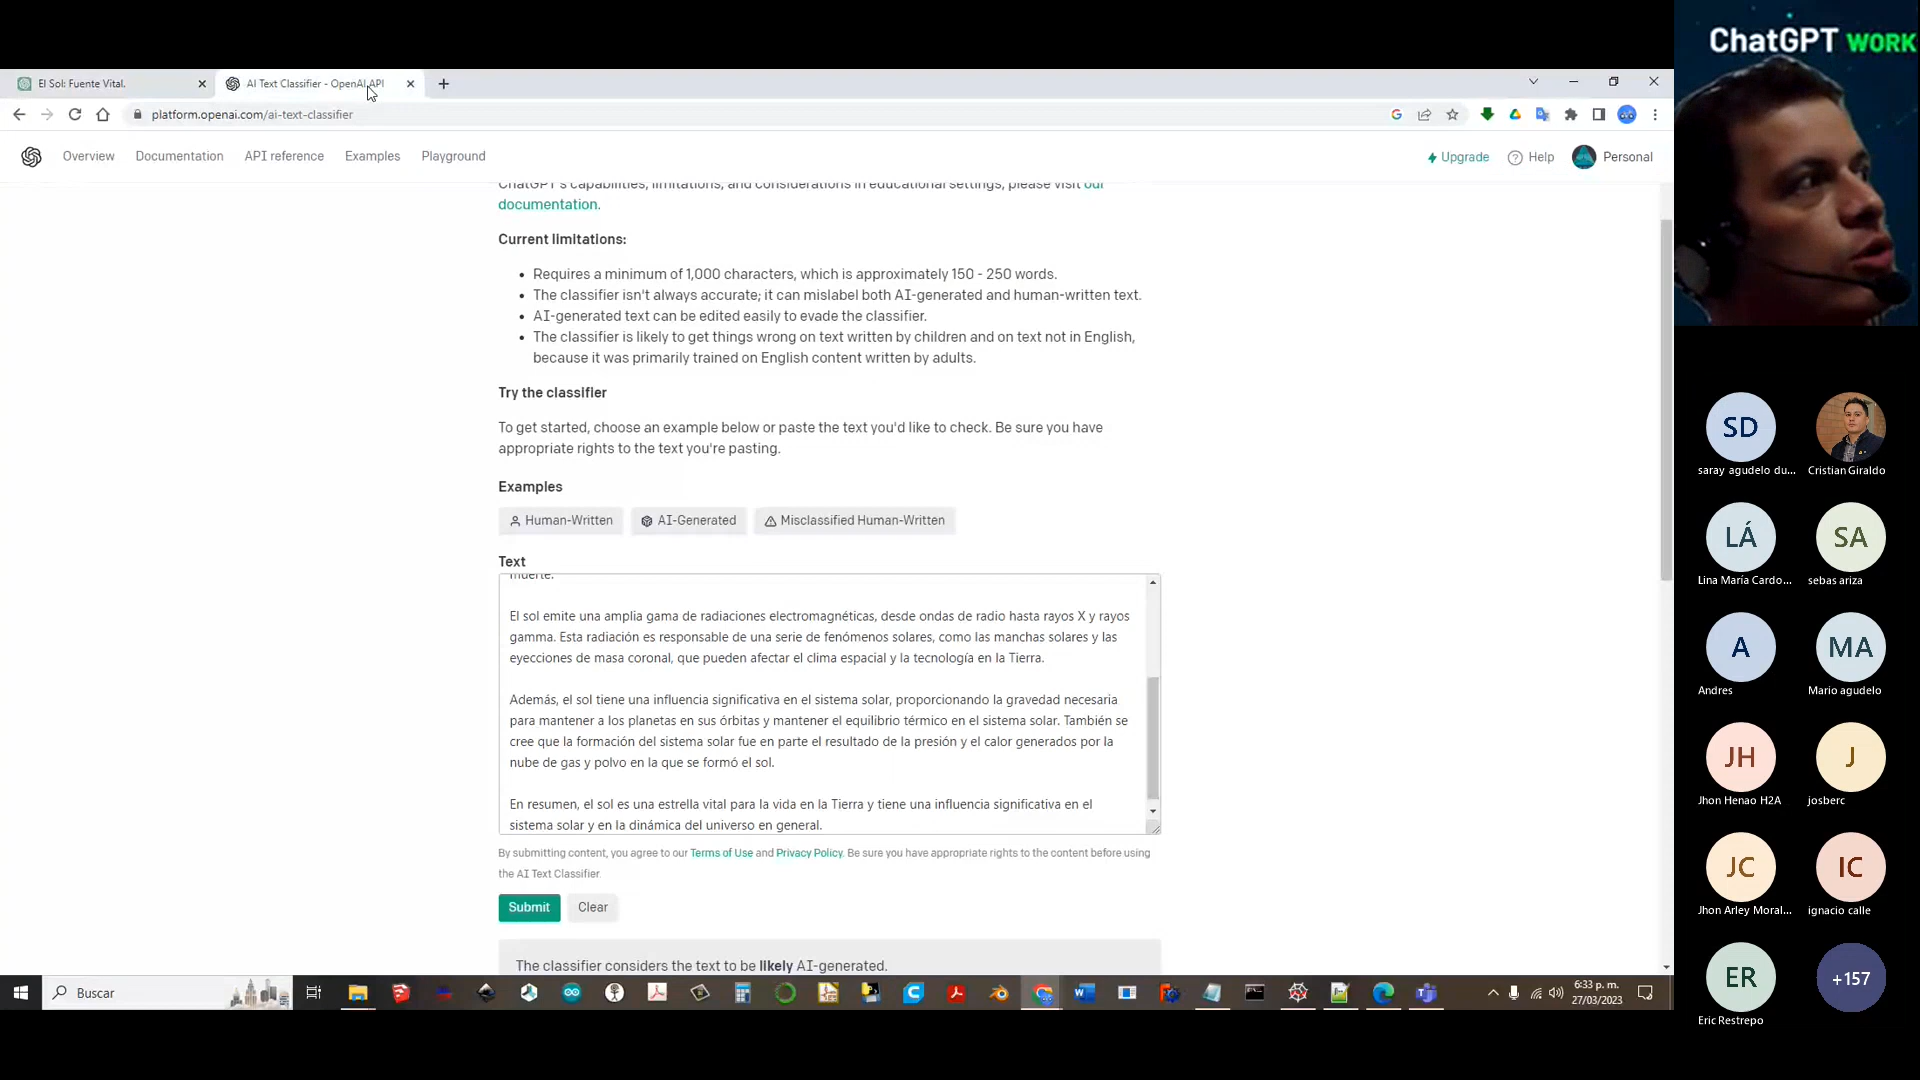 ChatGPT WORK
El Sol: Fuente Vital.
AI Text Classifier - OpenAI API
platform.openai.com/ai-text-classifier
Overview Documentation API reference Examples Playground
Upgrade Help Personal
ChatGPT's capabilities, limitations, and considerations in educational settings, please visit our
documentation.
Current limitations:
Requires a minimum of 1,000 characters, which is approximately 150 - 250 words.
The classifier isn't always accurate; it can mislabel both AI-generated and human-written text.
AI-generated text can be edited easily to evade the classifier.
The classifier is likely to get things wrong on text written by children and on text not in English,
because it was primarily trained on English content written by adults.
Try the classifier
To get started, choose an example below or paste the text you'd like to check. Be sure you have
appropriate rights to the text you're pasting.
Examples
Human-Written AI-Generated Misclassified Human-Written
Text
muerte.
El sol emite una amplia gama de radiaciones electromagnéticas, desde ondas de radio hasta rayos X y rayos
gamma. Esta radiación es responsable de una serie de fenómenos solares, como las manchas solares y las
eyecciones de masa coronal, que pueden afectar el clima espacial y la tecnología en la Tierra.
Además, el sol tiene una influencia significativa en el sistema solar, proporcionando la gravedad necesaria
para mantener a los planetas en sus órbitas y mantener el equilibrio térmico en el sistema solar. También se
cree que la formación del sistema solar fue en parte el resultado de la presión y el calor generados por la
nube de gas y polvo en la que se formó el sol.
En resumen, el sol es una estrella vital para la vida en la Tierra y tiene una influencia significativa en el
sistema solar y en la dinámica del universo en general.
By submitting content, you agree to our Terms of Use and Privacy Policy. Be sure you have appropriate rights to the content before using
the AI Text Classifier.
Submit Clear
The classifier considers the text to be likely AI-generated.
Buscar
6:33 p. m.
27/03/2023
SD
saray agudelo du... Cristian Giraldo
LÁ SA
Lina María Cardo... sebas ariza
A MA
Andres Mario agudelo
JH J
Jhon Henao H2A josberc
JC IC
Jhon Arley Moral... ignacio calle
ER +157
Eric Restrepo